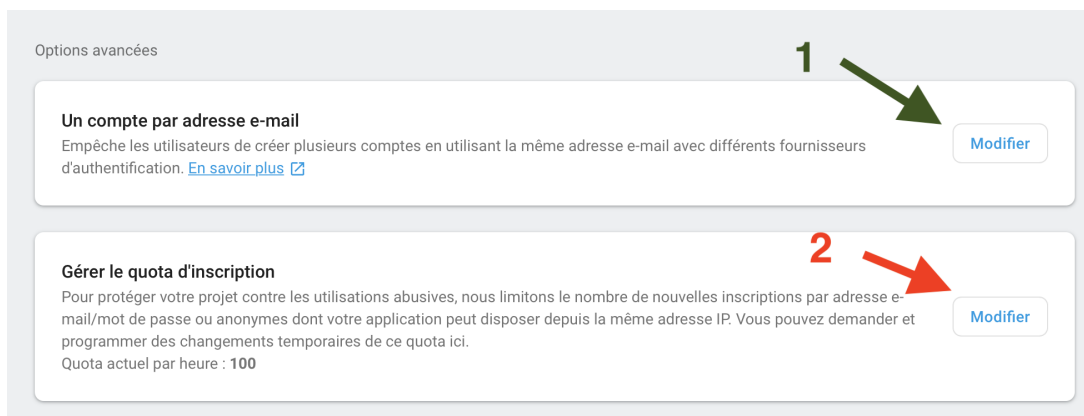 Options avancées
1
Un compte par adresse e-mail
Empêche les utilisateurs de créer plusieurs comptes en utilisant la même adresse e-mail avec différents fournisseurs
d'authentification. En savoir plus
Modifier
2
Gérer le quota d'inscription
Pour protéger votre projet contre les utilisations abusives, nous limitons le nombre de nouvelles inscriptions par adresse e-
mail/mot de passe ou anonymes dont votre application peut disposer depuis la même adresse IP. Vous pouvez demander et
programmer des changements temporaires de ce quota ici.
Quota actuel par heure : 100
Modifier